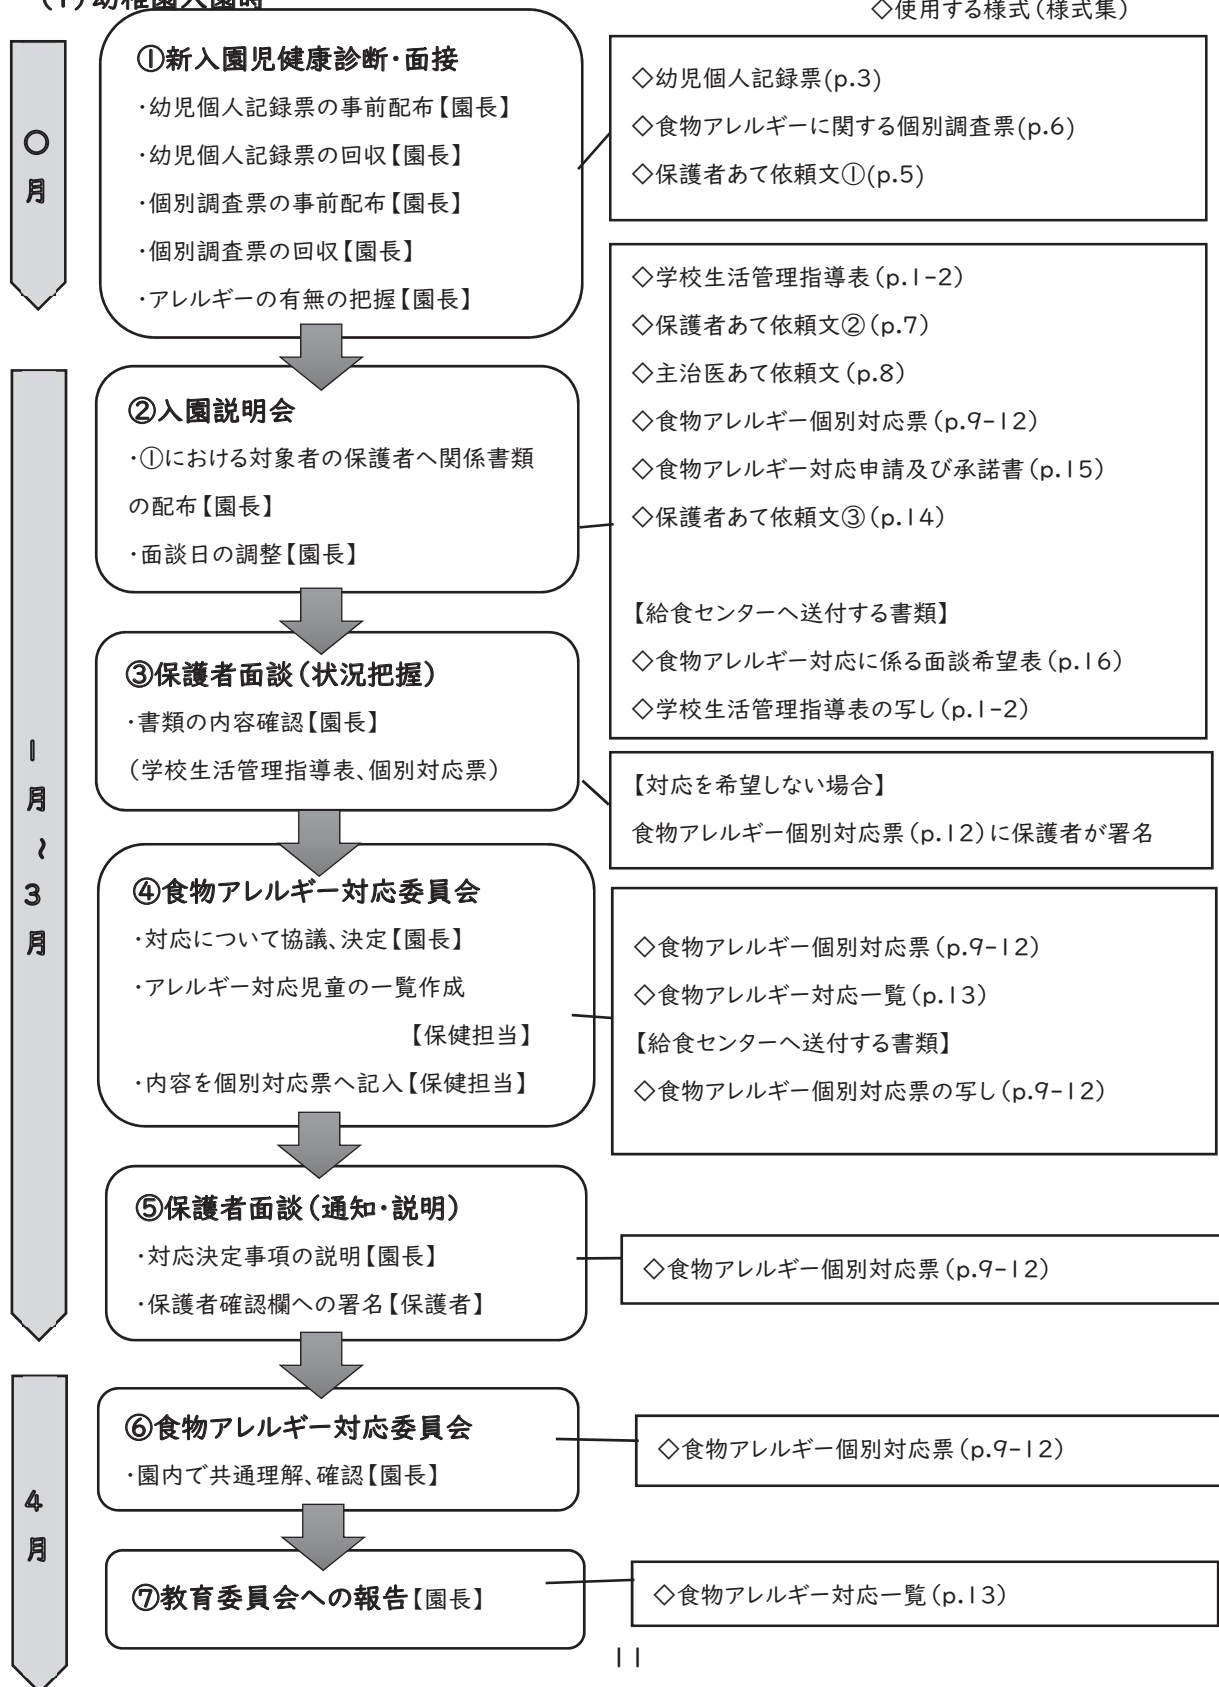 (1)幼稚園入園時
◇使用する様式(様式集)
〇月
①新入園児健康診断・面接
・幼児個人記録票の事前配布【園長】
・幼児個人記録票の回収【園長】
・個別調査票の事前配布【園長】
・個別調査票の回収【園長】
・アレルギーの有無の把握【園長】
◇幼児個人記録票(p.3)
◇食物アレルギーに関する個別調査票(p.6)
◇保護者あて依頼文①(p.5)
1月~3月
②入園説明会
・①における対象者の保護者へ関係書類
の配布【園長】
・面談日の調整【園長】
◇学校生活管理指導表(p.1-2)
◇保護者あて依頼文②(p.7)
◇主治医あて依頼文(p.8)
◇食物アレルギー個別対応票(p.9-12)
◇食物アレルギー対応申請及び承諾書(p.15)
◇保護者あて依頼文③(p.14)
【給食センターへ送付する書類】
◇食物アレルギー対応に係る面談希望表(p.16)
◇学校生活管理指導表の写し(p.1-2)
③保護者面談(状況把握)
・書類の内容確認【園長】
(学校生活管理指導表、個別対応票)
【対応を希望しない場合】
食物アレルギー個別対応票(p.12)に保護者が署名
④食物アレルギー対応委員会
・対応について協議、決定【園長】
・アレルギー対応児童の一覧作成
【保健担当】
・内容を個別対応票へ記入【保健担当】
◇食物アレルギー個別対応票(p.9-12)
◇食物アレルギー対応一覧(p.13)
【給食センターへ送付する書類】
◇食物アレルギー個別対応票の写し(p.9-12)
⑤保護者面談(通知・説明)
・対応決定事項の説明【園長】
・保護者確認欄への署名【保護者】
◇食物アレルギー個別対応票(p.9-12)
4月
⑥食物アレルギー対応委員会
・園内で共通理解、確認【園長】
◇食物アレルギー個別対応票(p.9-12)
⑦教育委員会への報告【園長】
◇食物アレルギー対応一覧(p.13)
11